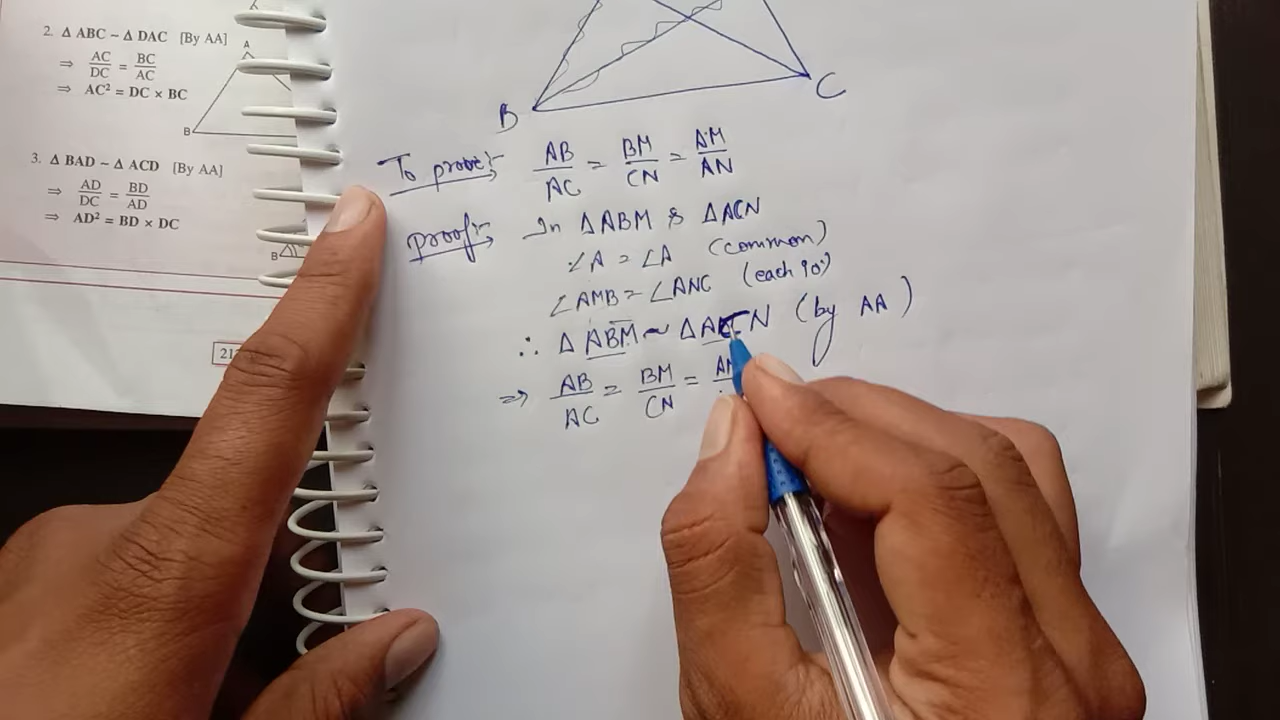 2. Δ ABC ~ Δ DAC [By AA]
⇒ AC/DC = BC/AC
⇒ AC² = DC × BC
A
B
3. Δ BAD ~ Δ ACD [By AA]
⇒ AD/DC = BD/AD
⇒ AD² = BD × DC
B
B
C
To prove:- AB/AC = BM/CN = AM/AN
proof:- In ΔABM & ΔACN
∠A = ∠A (common)
∠AMB = ∠ANC (each 90°)
∴ Δ ABM ~ ΔACN (by AA)
⇒ AB/AC = BM/CN =